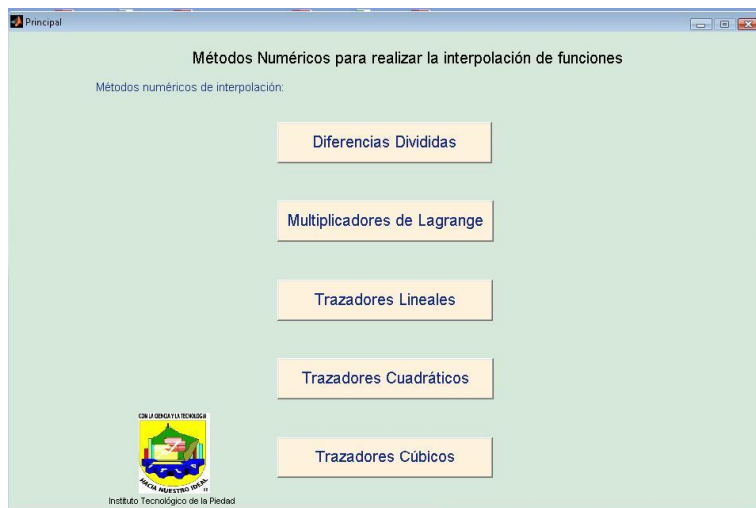 Principal
Métodos Numéricos para realizar la interpolación de funciones
Métodos numéricos de interpolación:
Diferencias Divididas
Multiplicadores de Lagrange
Trazadores Lineales
Trazadores Cuadráticos
Trazadores Cúbicos
CON LA CIENCIA Y LA TECNOLOGIA
HACIA NUESTRO IDEAL
Instituto Tecnológico de la Piedad